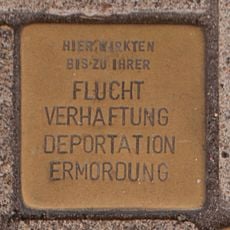 HIER WIRKTEN
BIS ZU IHRER
FLUCHT
VERHAFTUNG
DEPORTATION
ERMORDUNG